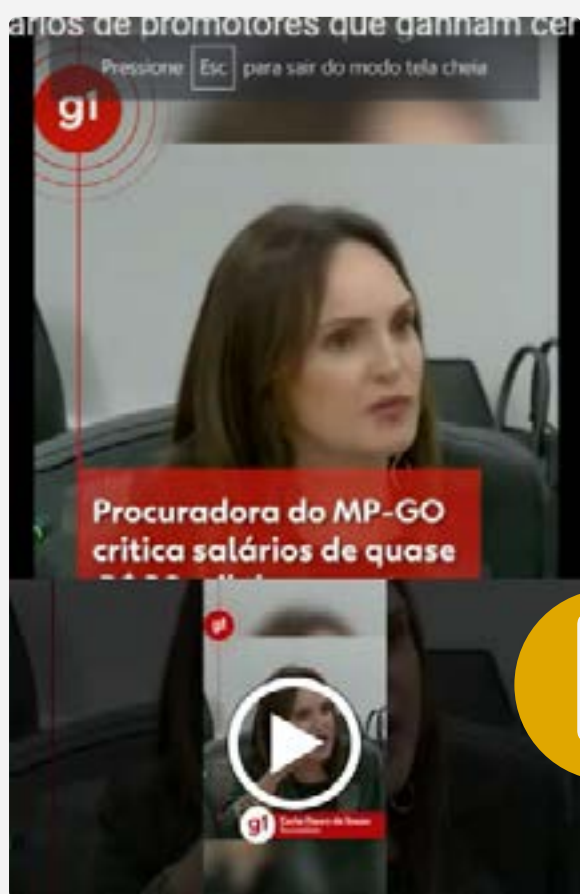 arios de promotores que ganham cer
Pressione Esc para sair do modo tela cheia
g1
Procuradora do MP-GO
critica salários de quase
g1
g1